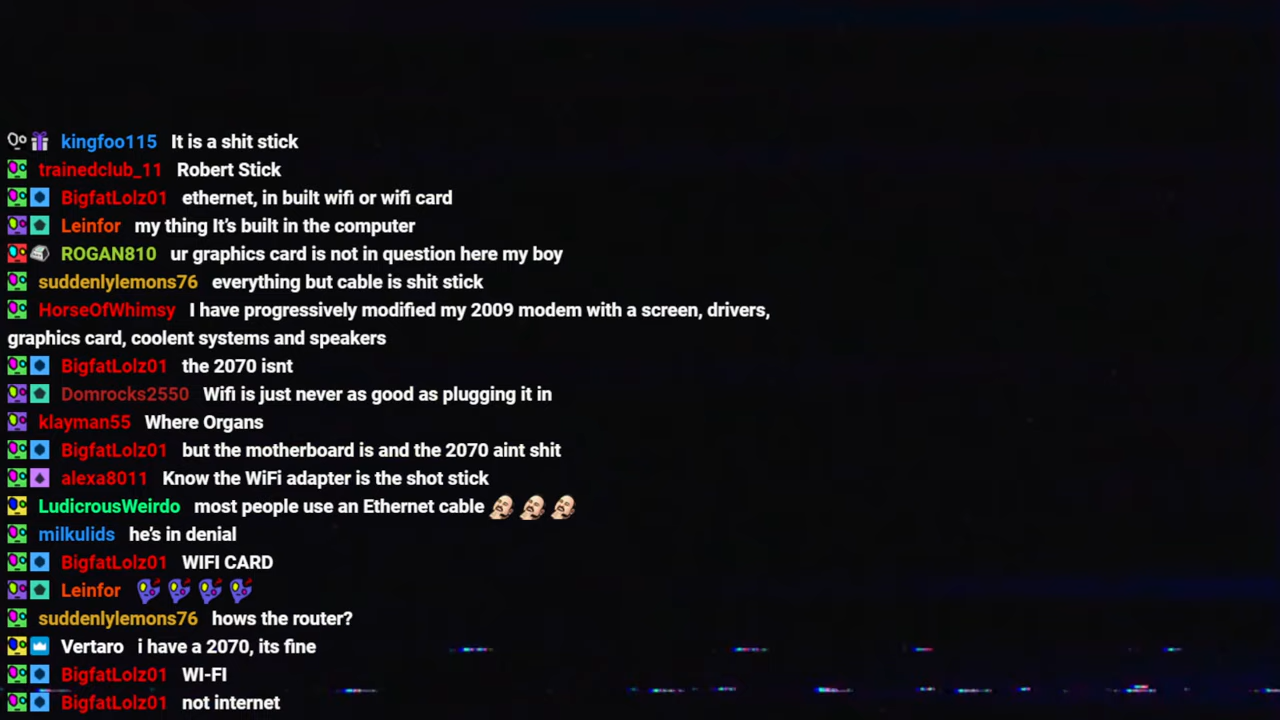 kingfoo115 It is a shit stick
trainedclub_11 Robert Stick
BigfatLolz01 ethernet, in built wifi or wifi card
Leinfor my thing It's built in the computer
ROGAN810 ur graphics card is not in question here my boy
suddenlylemons76 everything but cable is shit stick
HorseOfWhimsy I have progressively modified my 2009 modem with a screen, drivers,
graphics card, coolent systems and speakers
BigfatLolz01 the 2070 isnt
Domrocks2550 Wifi is just never as good as plugging it in
klayman55 Where Organs
BigfatLolz01 but the motherboard is and the 2070 aint shit
alexa8011 Know the WiFi adapter is the shot stick
LudicrousWeirdo most people use an Ethernet cable
milkulids he's in denial
BigfatLolz01 WIFI CARD
Leinfor
suddenlylemons76 hows the router?
Vertaro i have a 2070, its fine
BigfatLolz01 WI-FI
BigfatLolz01 not internet